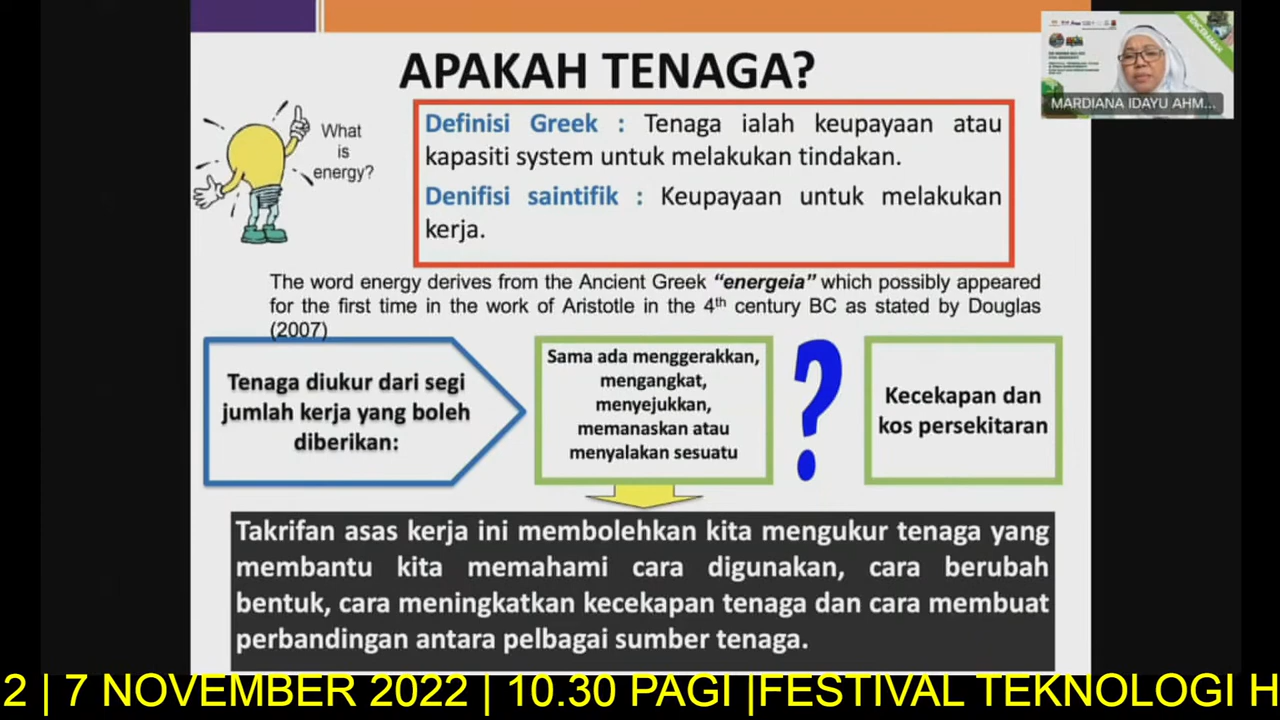 APAKAH TENAGA?
What
is
energy?
Definisi Greek : Tenaga ialah keupayaan atau
kapasiti system untuk melakukan tindakan.
Denifisi saintifik : Keupayaan untuk melakukan
kerja.
PENCERAMAH
MARDIANA IDAYU AHM...
The word energy derives from the Ancient Greek “energeia” which possibly appeared
for the first time in the work of Aristotle in the 4th century BC as stated by Douglas
(2007)
Tenaga diukur dari segi
jumlah kerja yang boleh
diberikan:
Sama ada menggerakkan,
mengangkat,
menyejukkan,
memanaskan atau
menyalakan sesuatu
?
Kecekapan dan
kos persekitaran
Takrifan asas kerja ini membolehkan kita mengukur tenaga yang
membantu kita memahami cara digunakan, cara berubah
bentuk, cara meningkatkan kecekapan tenaga dan cara membuat
perbandingan antara pelbagai sumber tenaga.
2 | 7 NOVEMBER 2022 | 10.30 PAGI |FESTIVAL TEKNOLOGI H